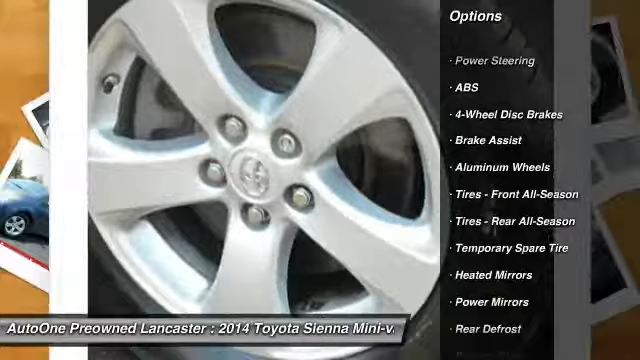 Options
· Power Steering
· ABS
· 4-Wheel Disc Brakes
· Brake Assist
· Aluminum Wheels
· Tires - Front All-Season
· Tires - Rear All-Season
· Temporary Spare Tire
· Heated Mirrors
· Power Mirrors
· Rear Defrost
AutoOne Preowned Lancaster : 2014 Toyota Sienna Mini-v